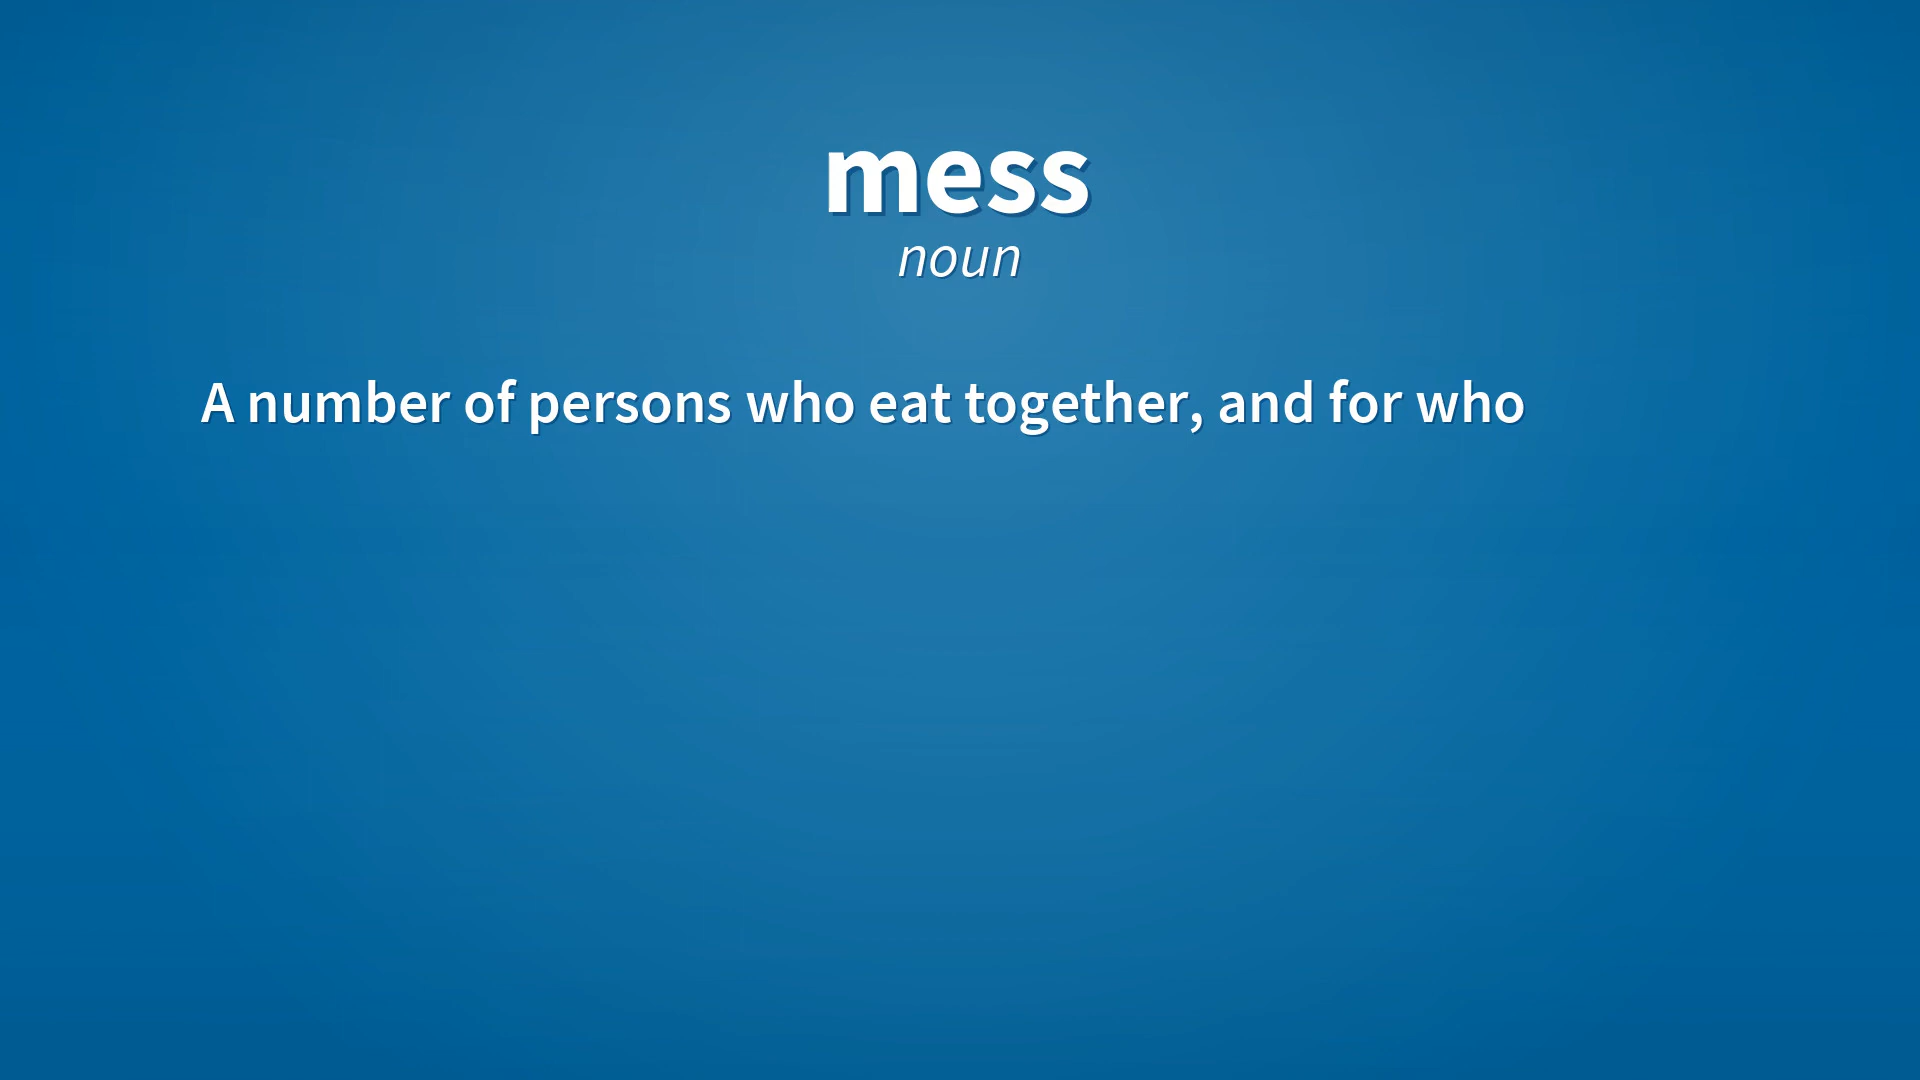 mess
noun
A number of persons who eat together, and for who